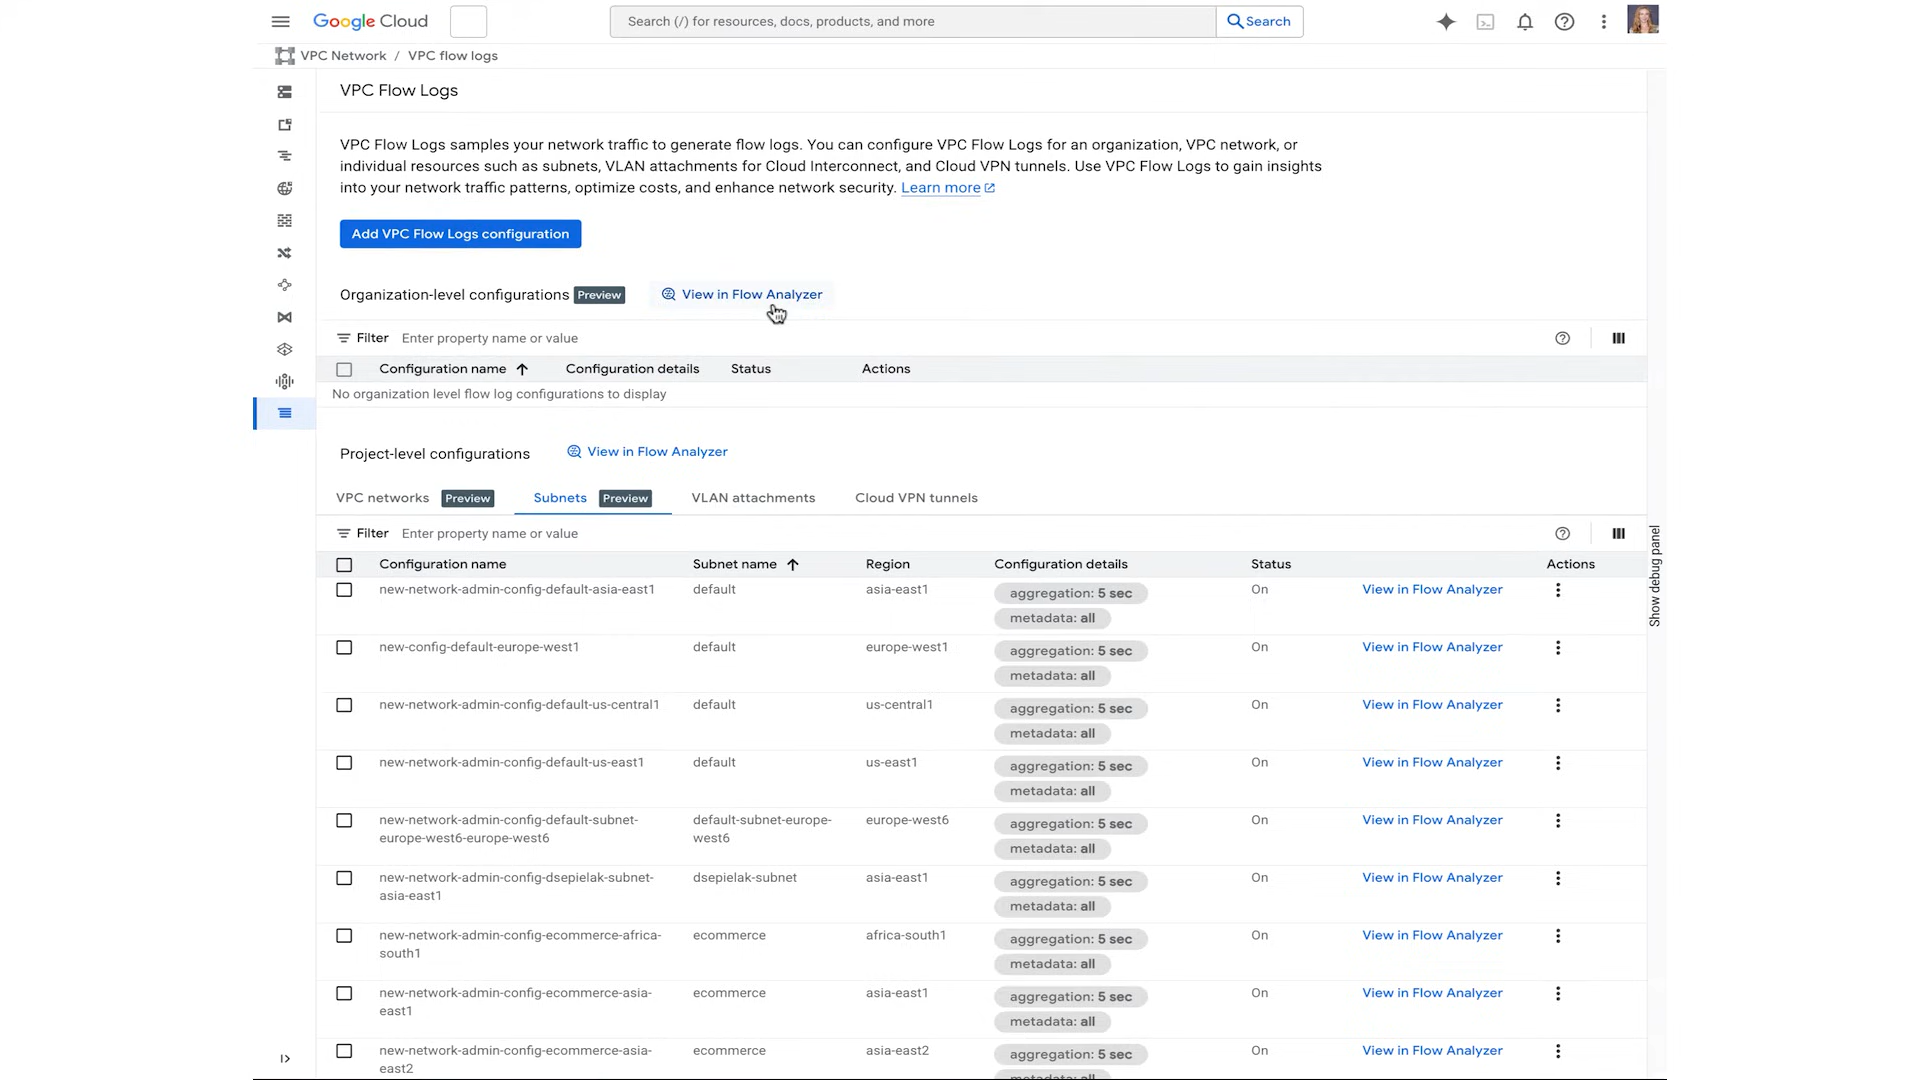 Google Cloud
Search (/) for resources, docs, products, and more
Search
VPC Network / VPC flow logs
VPC Flow Logs
VPC Flow Logs samples your network traffic to generate flow logs. You can configure VPC Flow Logs for an organization, VPC network, or
individual resources such as subnets, VLAN attachments for Cloud Interconnect, and Cloud VPN tunnels. Use VPC Flow Logs to gain insights
into your network traffic patterns, optimize costs, and enhance network security. Learn more
Add VPC Flow Logs configuration
Organization-level configurations Preview View in Flow Analyzer
Filter Enter property name or value
Configuration name Configuration details Status Actions
No organization level flow log configurations to display
Project-level configurations View in Flow Analyzer
VPC networks Preview Subnets Preview VLAN attachments Cloud VPN tunnels
Filter Enter property name or value
Show debug panel
Configuration name Subnet name Region Configuration details Status Actions
new-network-admin-config-default-asia-east1 default asia-east1 aggregation: 5 sec On View in Flow Analyzer
metadata: all
new-config-default-europe-west1 default europe-west1 aggregation: 5 sec On View in Flow Analyzer
metadata: all
new-network-admin-config-default-us-central1 default us-central1 aggregation: 5 sec On View in Flow Analyzer
metadata: all
new-network-admin-config-default-us-east1 default us-east1 aggregation: 5 sec On View in Flow Analyzer
metadata: all
new-network-admin-config-default-subnet- default-subnet-europe- europe-west6 aggregation: 5 sec On View in Flow Analyzer
europe-west6-europe-west6 west6 metadata: all
new-network-admin-config-dsepielak-subnet- dsepielak-subnet asia-east1 aggregation: 5 sec On View in Flow Analyzer
asia-east1 metadata: all
new-network-admin-config-ecommerce-africa- ecommerce africa-south1 aggregation: 5 sec On View in Flow Analyzer
south1 metadata: all
new-network-admin-config-ecommerce-asia- ecommerce asia-east1 aggregation: 5 sec On View in Flow Analyzer
east1 metadata: all
new-network-admin-config-ecommerce-asia- ecommerce asia-east2 aggregation: 5 sec On View in Flow Analyzer
east2 metadata: all